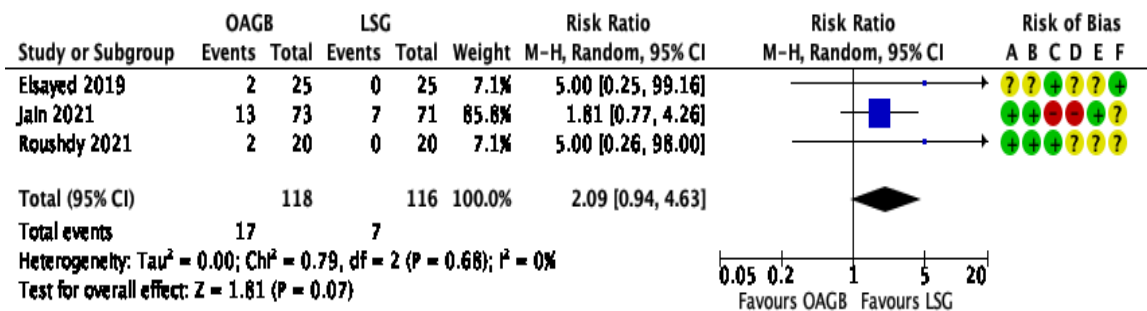 OAGB LSG Risk Ratio Risk Ratio Risk of Bias
Study or Subgroup Events Total Events Total Weight M-H, Random, 95% CI M-H, Random, 95% CI A B C D E F
Elsayed 2019 2 25 0 25 7.1% 5.00 [0.25, 99.16] ? ? + ? ? +
Jain 2021 13 73 7 71 85.8% 1.81 [0.77, 4.26] + + - - + ?
Roushdy 2021 2 20 0 20 7.1% 5.00 [0.26, 98.00] + + + ? ? ?
Total (95% CI) 118 116 100.0% 2.09 [0.94, 4.63]
Total events 17 7
Heterogeneity: Tau² = 0.00; Chi² = 0.79, df = 2 (P = 0.68); I² = 0%
Test for overall effect: Z = 1.81 (P = 0.07)
0.05 0.2 1 5 20
Favours OAGB Favours LSG